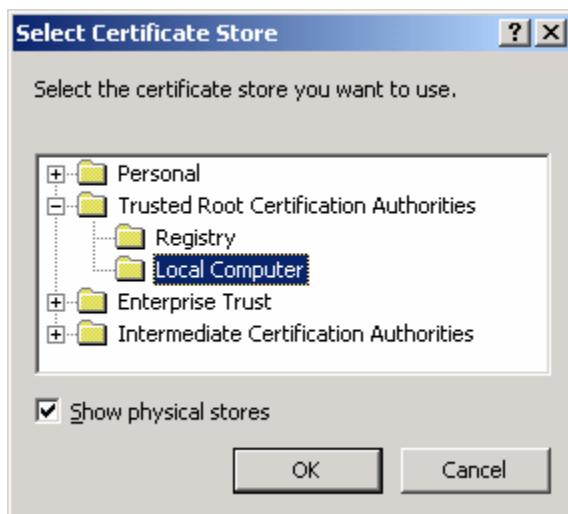 Select Certificate Store
Select the certificate store you want to use.
Personal
Trusted Root Certification Authorities
Registry
Local Computer
Enterprise Trust
Intermediate Certification Authorities
Show physical stores
OK Cancel